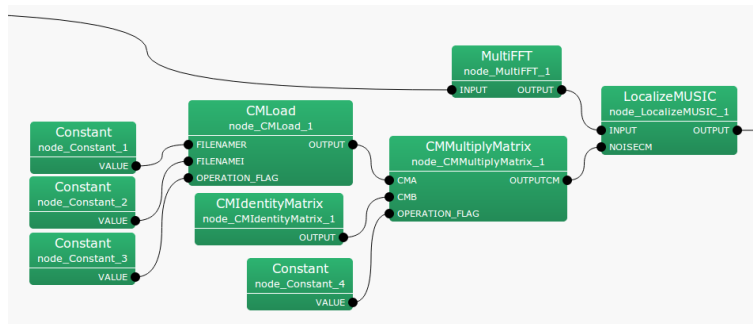 MultiFFT
node_MultiFFT_1
INPUT OUTPUT
LocalizeMUSIC
node_LocalizeMUSIC_1
INPUT OUTPUT
NOISECM
CMLoad
node_CMLoad_1
FILENAMER OUTPUT
FILENAMEI
OPERATION_FLAG
Constant
node_Constant_1
VALUE
CMMultiplyMatrix
node_CMMultiplyMatrix_1
CMA OUTPUTCM
CMB
OPERATION_FLAG
Constant
node_Constant_2
VALUE
CMIdentityMatrix
node_CMIdentityMatrix_1
OUTPUT
Constant
node_Constant_3
VALUE
Constant
node_Constant_4
VALUE